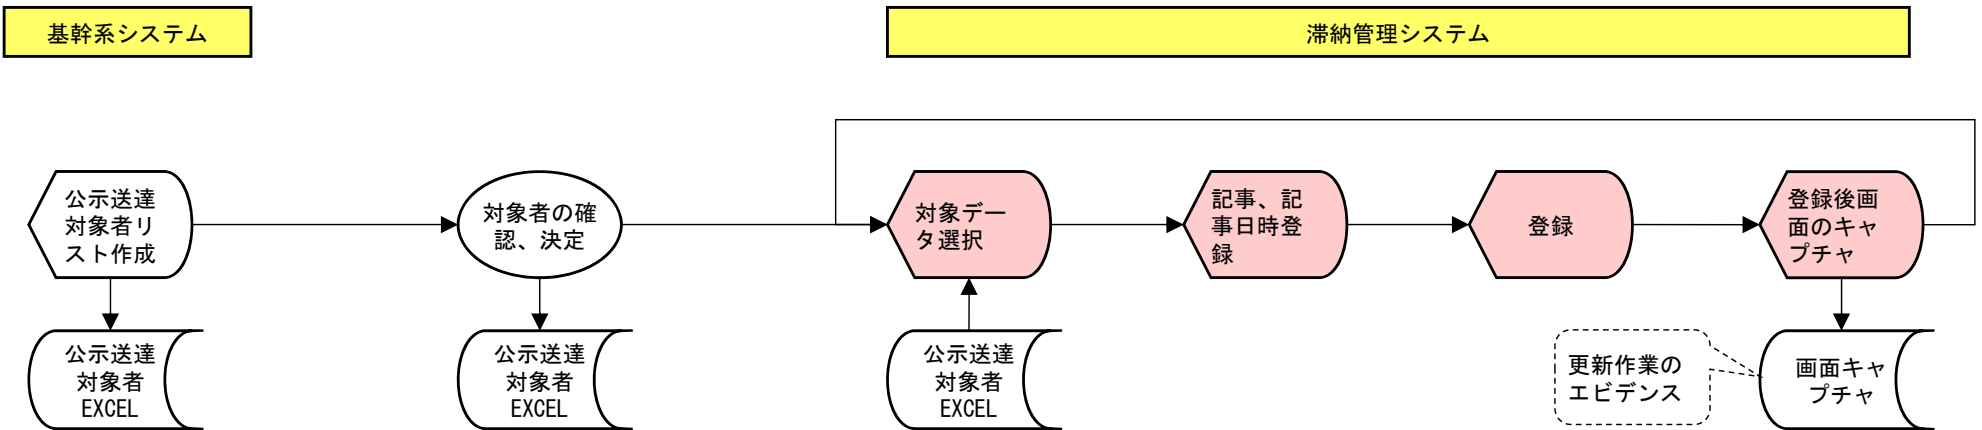 基幹系システム
滞納管理システム
公示送達
対象者リ
スト作成
対象者の確
認、決定
対象デー
タ選択
記事、記
事日時登
録
登録
登録後画
面のキャ
プチャ
公示送達
対象者
EXCEL
公示送達
対象者
EXCEL
公示送達
対象者
EXCEL
更新作業の
エビデンス
画面キャ
プチャ